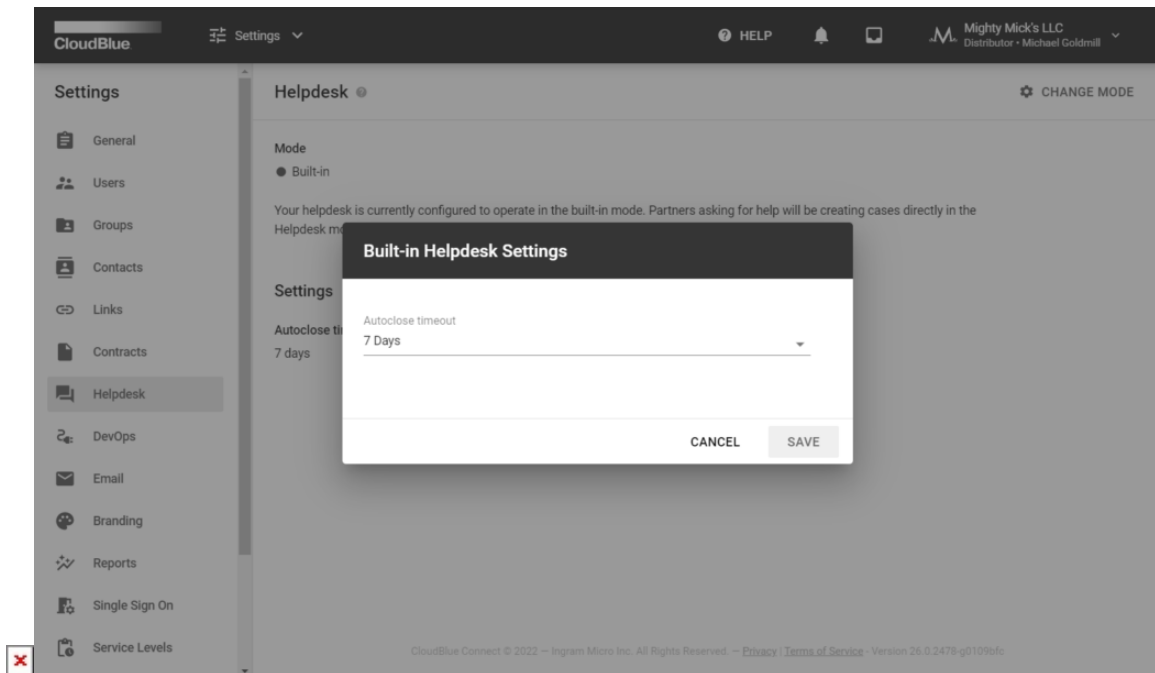 CloudBlue
Settings
HELP
Mighty Mick's LLC
Distributor • Michael Goldmill
Settings
General
Users
Groups
Contacts
Links
Contracts
Helpdesk
DevOps
Email
Branding
Reports
Single Sign On
Service Levels
Helpdesk
CHANGE MODE
Mode
Built-in
Your helpdesk is currently configured to operate in the built-in mode. Partners asking for help will be creating cases directly in the
Helpdesk
Settings
Autoclose
7 days
Built-in Helpdesk Settings
Autoclose timeout
7 Days
CANCEL
SAVE
CloudBlue Connect © 2022 — Ingram Micro Inc. All Rights Reserved. — Privacy | Terms of Service - Version 26.0.2478-g0109bfc